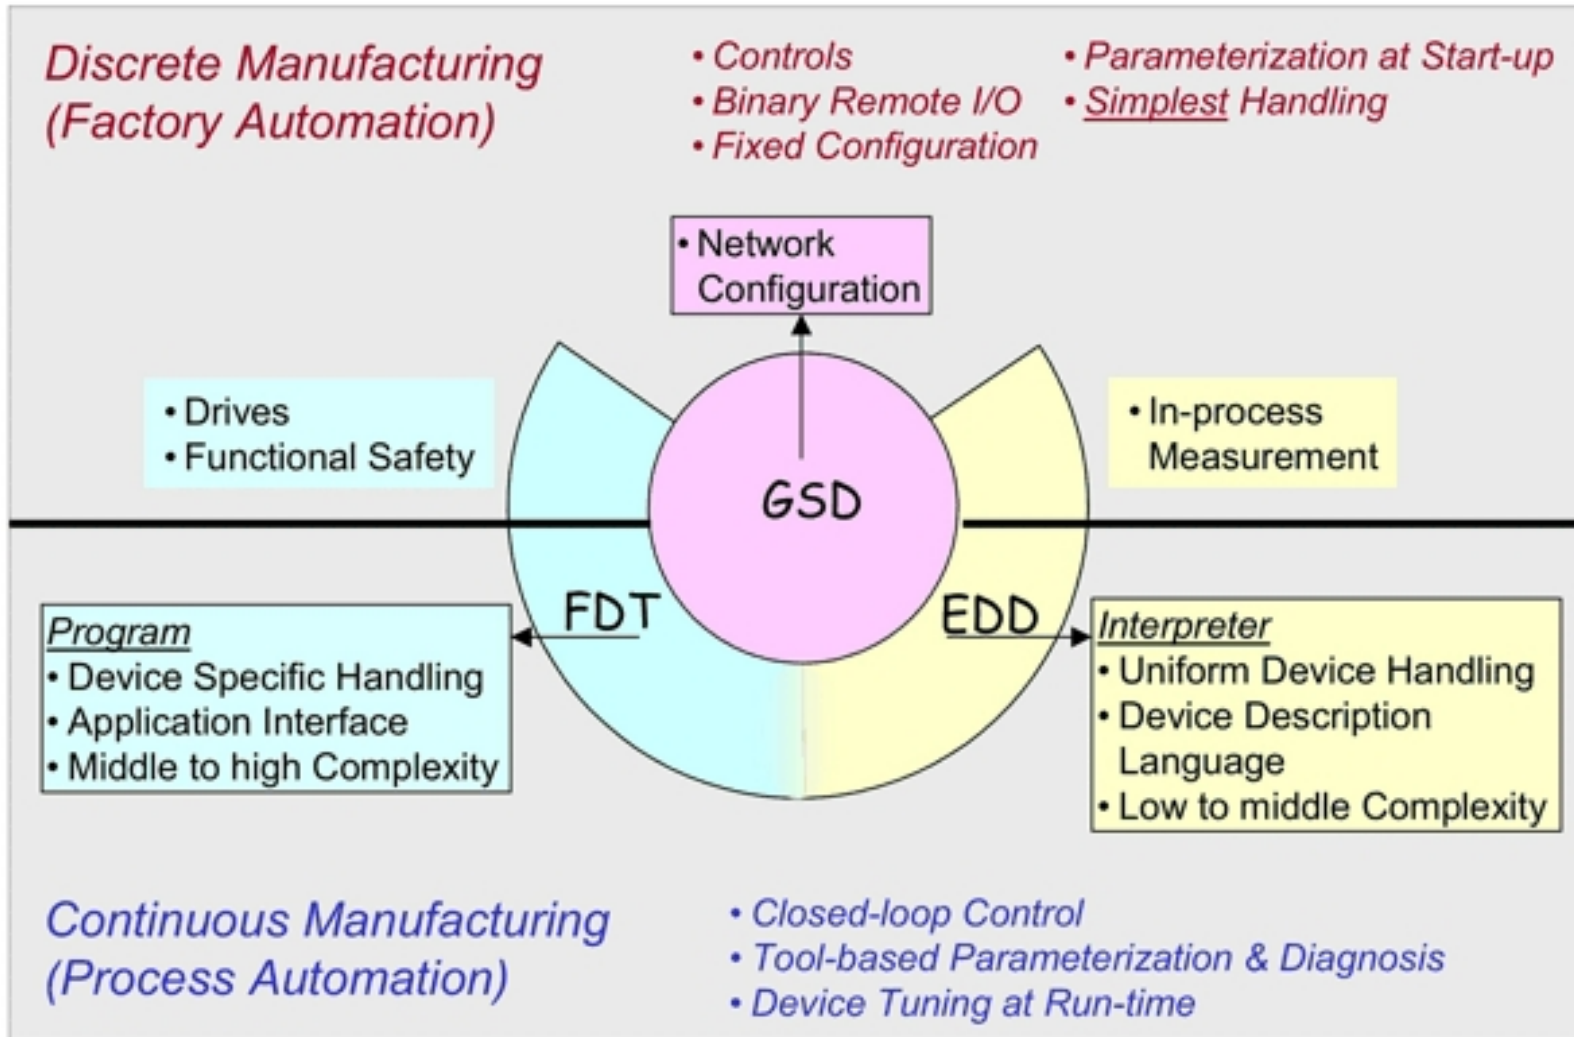 Discrete Manufacturing
(Factory Automation)
• Controls
• Binary Remote I/O
• Fixed Configuration
• Parameterization at Start-up
• Simplest Handling
• Network
Configuration
• Drives
• Functional Safety
• In-process
Measurement
GSD
FDT
EDD
Program
• Device Specific Handling
• Application Interface
• Middle to high Complexity
Interpreter
• Uniform Device Handling
• Device Description
Language
• Low to middle Complexity
Continuous Manufacturing
(Process Automation)
• Closed-loop Control
• Tool-based Parameterization & Diagnosis
• Device Tuning at Run-time